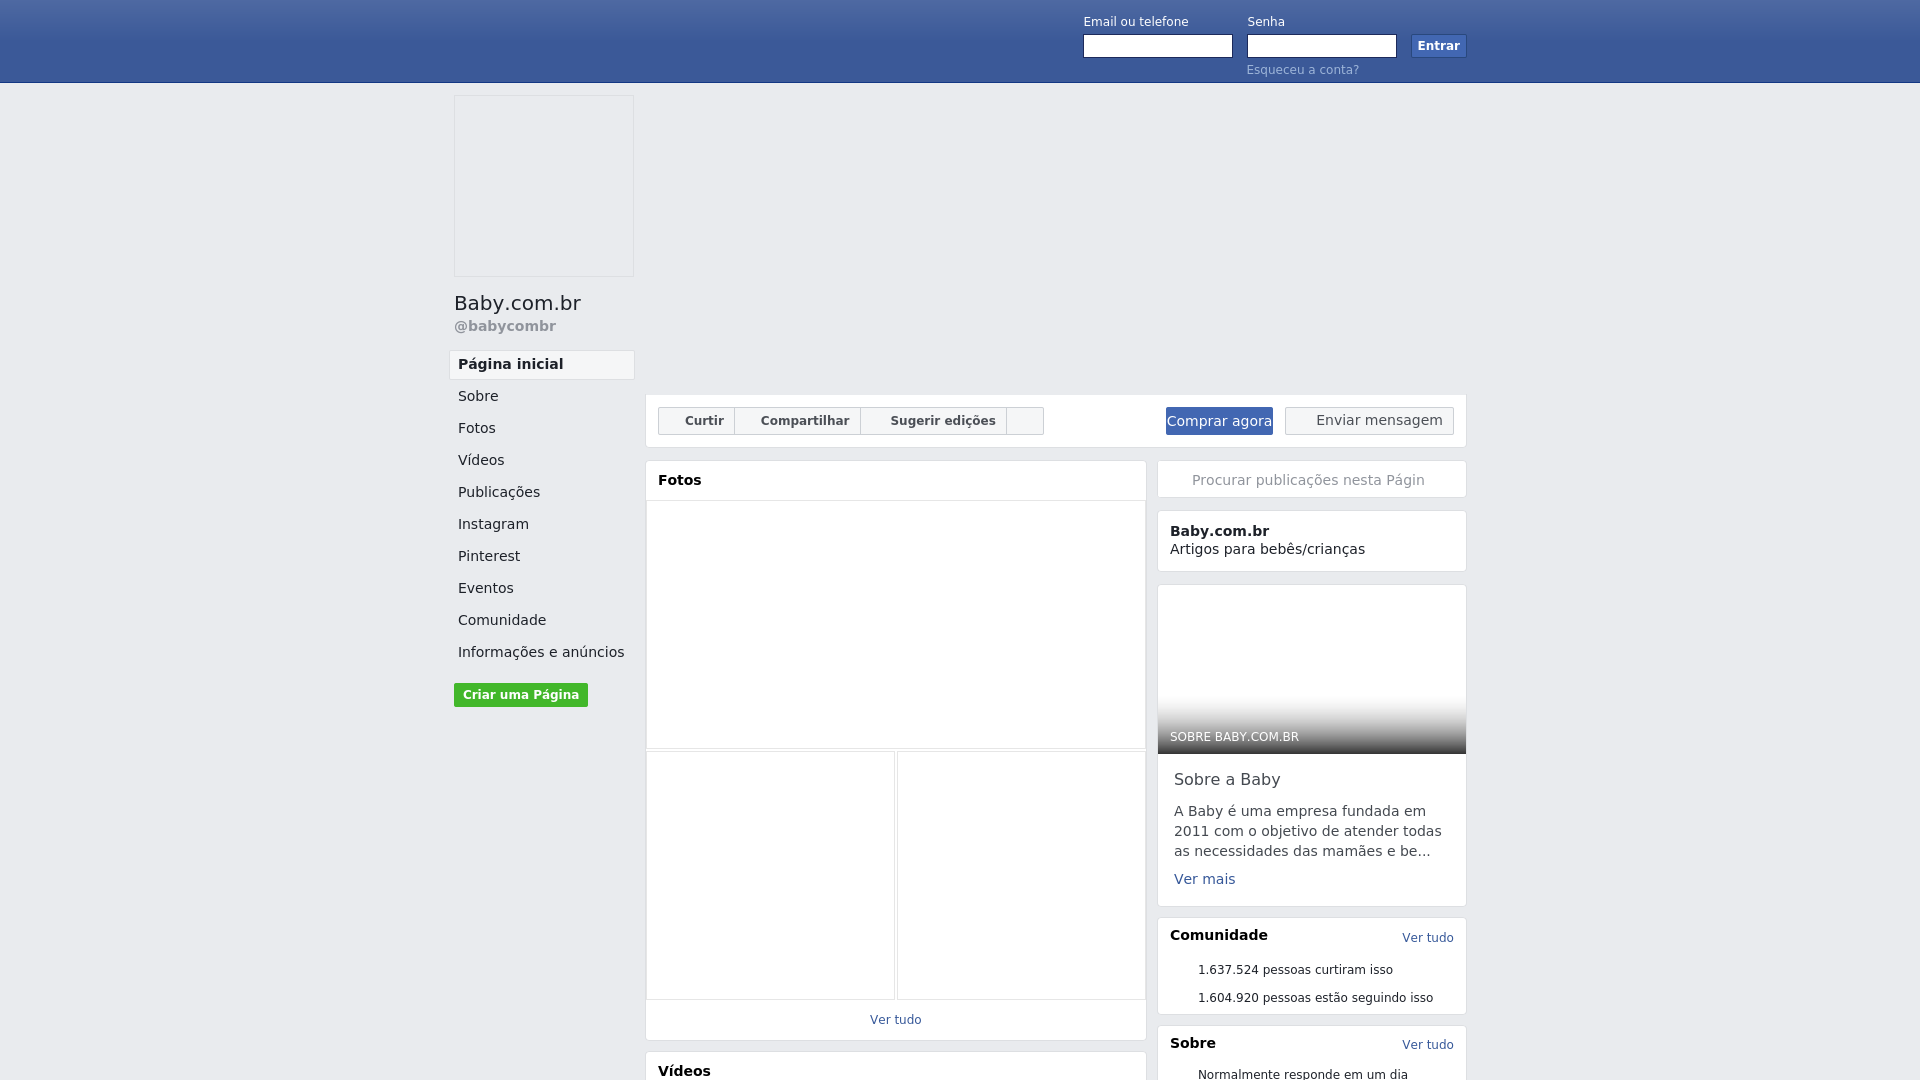 Email ou telefone
Senha
Entrar
Esqueceu a conta?
Baby.com.br
@babycombr
Página inicial
Sobre
Fotos
Vídeos
Publicações
Instagram
Pinterest
Eventos
Comunidade
Informações e anúncios
Criar uma Página
Curtir
Compartilhar
Sugerir edições
Comprar agora
Enviar mensagem
Fotos
Ver tudo
Vídeos
Procurar publicações nesta Págin
Baby.com.br
Artigos para bebês/crianças
SOBRE BABY.COM.BR
Sobre a Baby
A Baby é uma empresa fundada em
2011 com o objetivo de atender todas
as necessidades das mamães e be...
Ver mais
Comunidade
Ver tudo
1.637.524 pessoas curtiram isso
1.604.920 pessoas estão seguindo isso
Sobre
Ver tudo
Normalmente responde em um dia